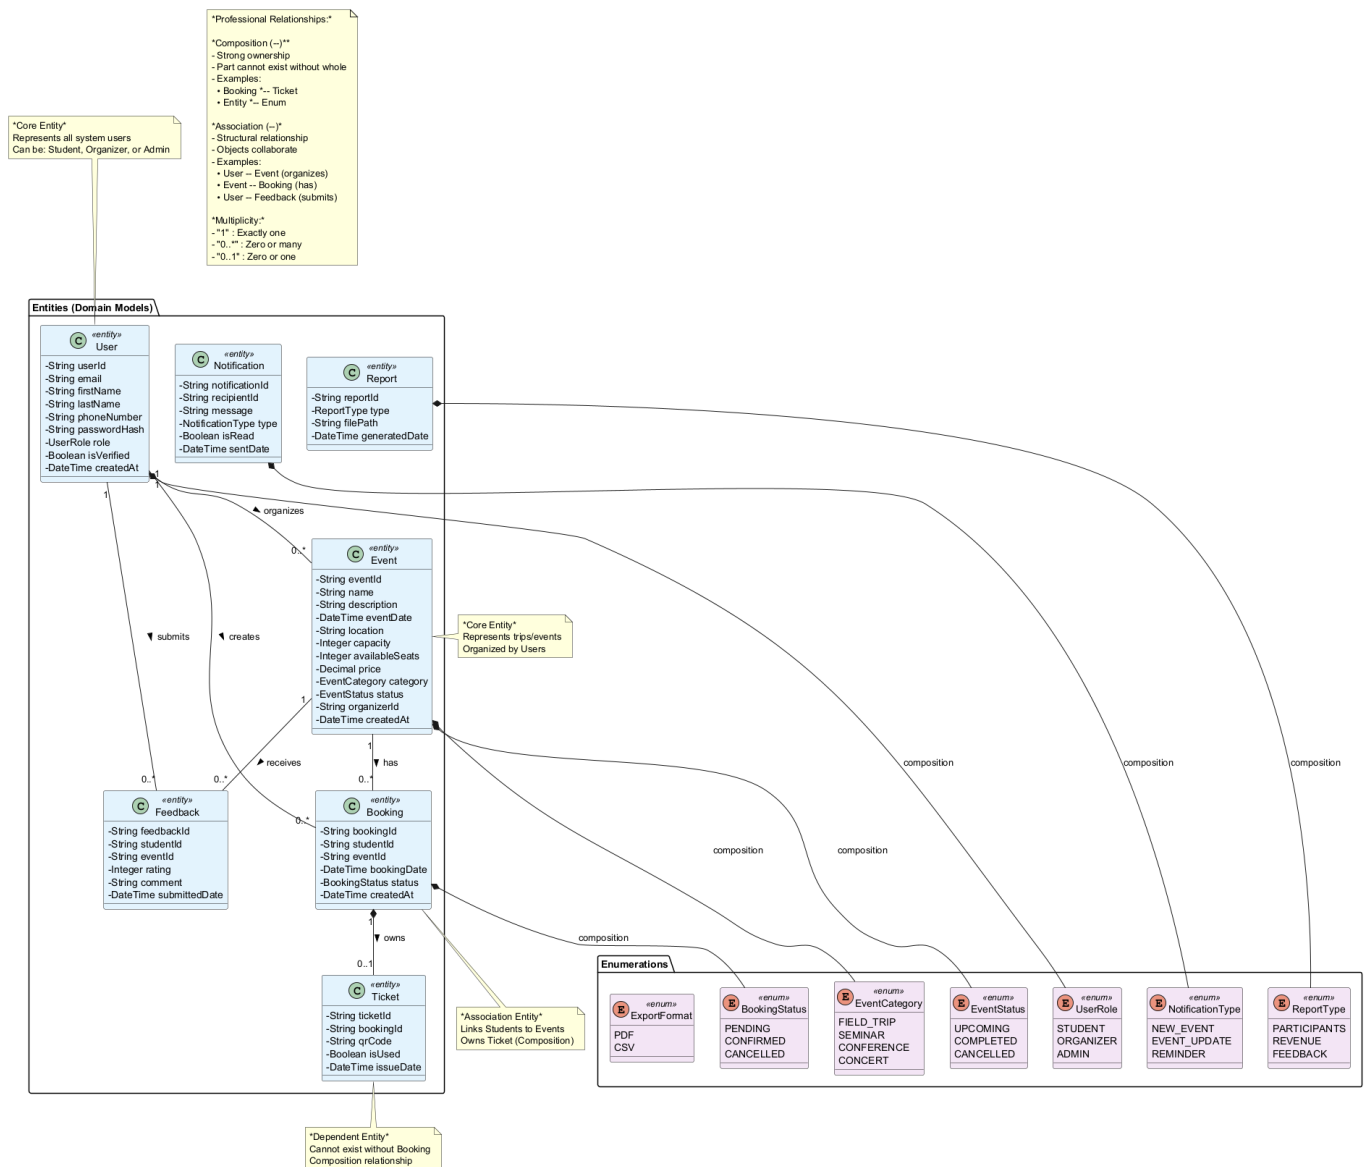 *Professional Relationships:*
*Composition (--)**
- Strong ownership
- Part cannot exist without whole
- Examples:
• Booking *-- Ticket
• Entity *-- Enum
*Association (--)*
- Structural relationship
- Objects collaborate
- Examples:
• User -- Event (organizes)
• Event -- Booking (has)
• User -- Feedback (submits)
*Multiplicity:*
- "1" : Exactly one
- "0..*" : Zero or many
- "0..1" : Zero or one
*Core Entity*
Represents all system users
Can be: Student, Organizer, or Admin
Entities (Domain Models)
C
«entity»
User
-String userId
-String email
-String firstName
-String lastName
-String phoneNumber
-String passwordHash
-UserRole role
-Boolean isVerified
-DateTime createdAt
C
«entity»
Notification
-String notificationId
-String recipientId
-String message
-NotificationType type
-Boolean isRead
-DateTime sentDate
C
«entity»
Report
-String reportId
-ReportType type
-String filePath
-DateTime generatedDate
1
1
1
organizes
0..*
C
«entity»
Event
-String eventId
-String name
-String description
-DateTime eventDate
-String location
-Integer capacity
-Integer availableSeats
-Decimal price
-EventCategory category
-EventStatus status
-String organizerId
-DateTime createdAt
*Core Entity*
Represents trips/events
Organized by Users
submits
creates
1
1
receives
has
0..*
0..*
0..*
0..*
composition
composition
composition
composition
composition
composition
C
«entity»
Feedback
-String feedbackId
-String studentId
-String eventId
-Integer rating
-String comment
-DateTime submittedDate
C
«entity»
Booking
-String bookingId
-String studentId
-String eventId
-DateTime bookingDate
-BookingStatus status
-DateTime createdAt
1
owns
0..1
C
«entity»
Ticket
-String ticketId
-String bookingId
-String qrCode
-Boolean isUsed
-DateTime issueDate
*Association Entity*
Links Students to Events
Owns Ticket (Composition)
*Dependent Entity*
Cannot exist without Booking
Composition relationship
Enumerations
E
«enum»
ExportFormat
PDF
CSV
E
«enum»
BookingStatus
PENDING
CONFIRMED
CANCELLED
E
«enum»
EventCategory
FIELD_TRIP
SEMINAR
CONFERENCE
CONCERT
E
«enum»
EventStatus
UPCOMING
COMPLETED
CANCELLED
E
«enum»
UserRole
STUDENT
ORGANIZER
ADMIN
E
«enum»
NotificationType
NEW_EVENT
EVENT_UPDATE
REMINDER
E
«enum»
ReportType
PARTICIPANTS
REVENUE
FEEDBACK